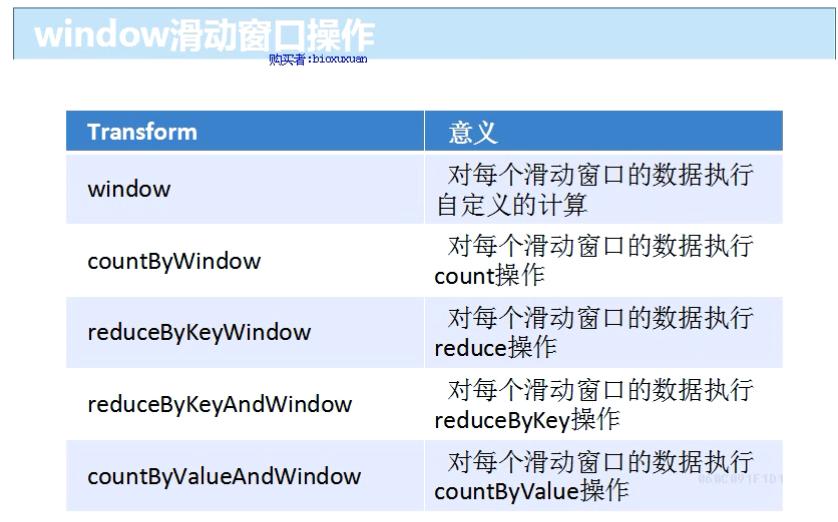 window滑动窗口操作
购买者:bioxuxuan
Transform 意义
window 对每个滑动窗口的数据执行
自定义的计算
countByWindow 对每个滑动窗口的数据执行
count操作
reduceByKeyWindow 对每个滑动窗口的数据执行
reduce操作
reduceByKeyAndWindow 对每个滑动窗口的数据执行
reduceByKey操作
countByValueAndWindow 对每个滑动窗口的数据执行
countByValue操作